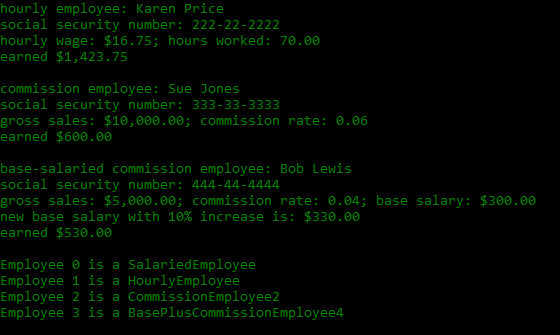 hourly employee: Karen Price
social security number: 222-22-2222
hourly wage: $16.75; hours worked: 70.00
earned $1,423.75
commission employee: Sue Jones
social security number: 333-33-3333
gross sales: $10,000.00; commission rate: 0.06
earned $600.00
base-salaried commission employee: Bob Lewis
social security number: 444-44-4444
gross sales: $5,000.00; commission rate: 0.04; base salary: $300.00
new base salary with 10% increase is: $330.00
earned $530.00
Employee 0 is a SalariedEmployee
Employee 1 is a HourlyEmployee
Employee 2 is a CommissionEmployee2
Employee 3 is a BasePlusCommissionEmployee4